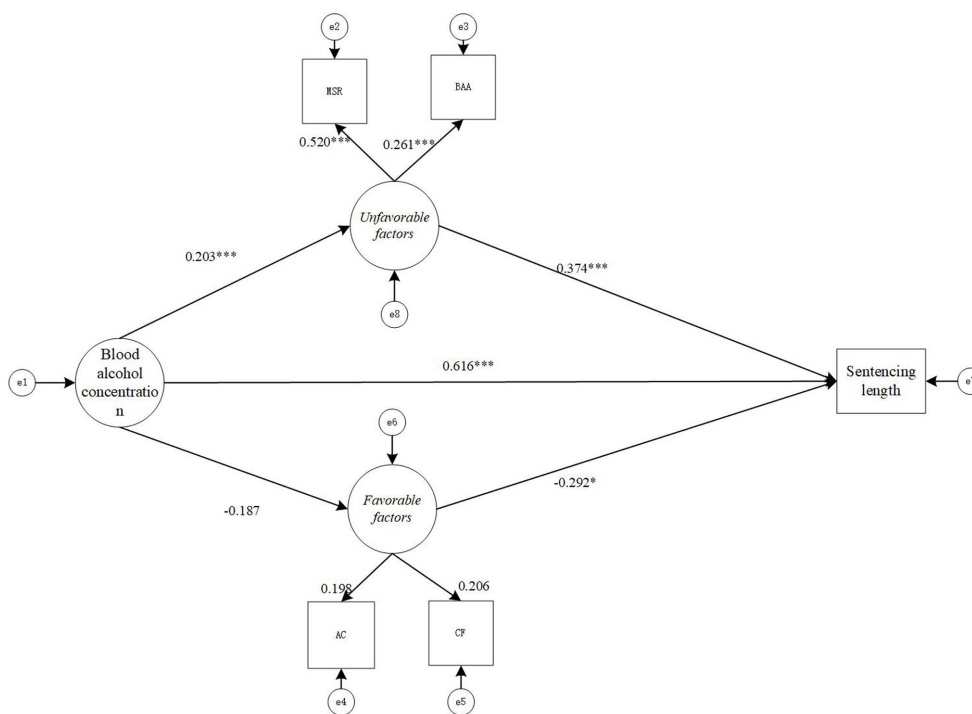 e2
e3
MSR
BAA
0.520***
0.261***
Unfavorable
factors
0.203***
0.374***
e8
Blood
alcohol
concentratio
n
e1
0.616***
Sentencing
length
e6
Favorable
factors
-0.187
-0.292*
0.198
0.206
AC
CF
e4
e5